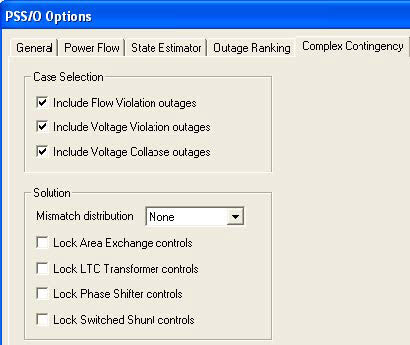 PSS/O Options
General Power Flow State Estimator Outage Ranking Complex Contingency
Case Selection
Include Flow Violation outages
Include Voltage Violation outages
Include Voltage Collapse outages
Solution
Mismatch distribution None
Lock Area Exchange controls
Lock LTC Transformer controls
Lock Phase Shifter controls
Lock Switched Shunt controls